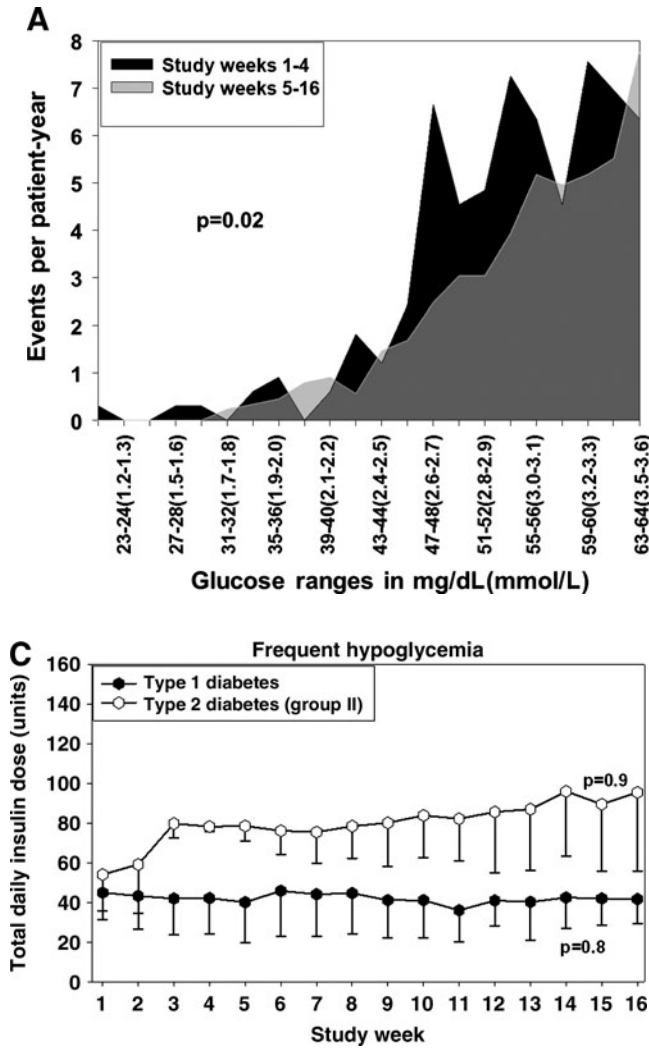 A
8
7
6
5
4
3
2
1
0
Events per patient-year
Study weeks 1-4
Study weeks 5-16
p=0.02
23-24(1.2-1.3)
27-28(1.5-1.6)
31-32(1.7-1.8)
35-36(1.9-2.0)
39-40(2.1-2.2)
43-44(2.4-2.5)
47-48(2.6-2.7)
51-52(2.8-2.9)
55-56(3.0-3.1)
59-60(3.2-3.3)
63-64(3.5-3.6)
Glucose ranges in mg/dL(mmol/L)
C
Frequent hypoglycemia
160
140
120
100
80
60
40
20
0
Total daily insulin dose (units)
Type 1 diabetes
Type 2 diabetes (group II)
p=0.9
p=0.8
1 2 3 4 5 6 7 8 9 10 11 12 13 14 15 16
Study week